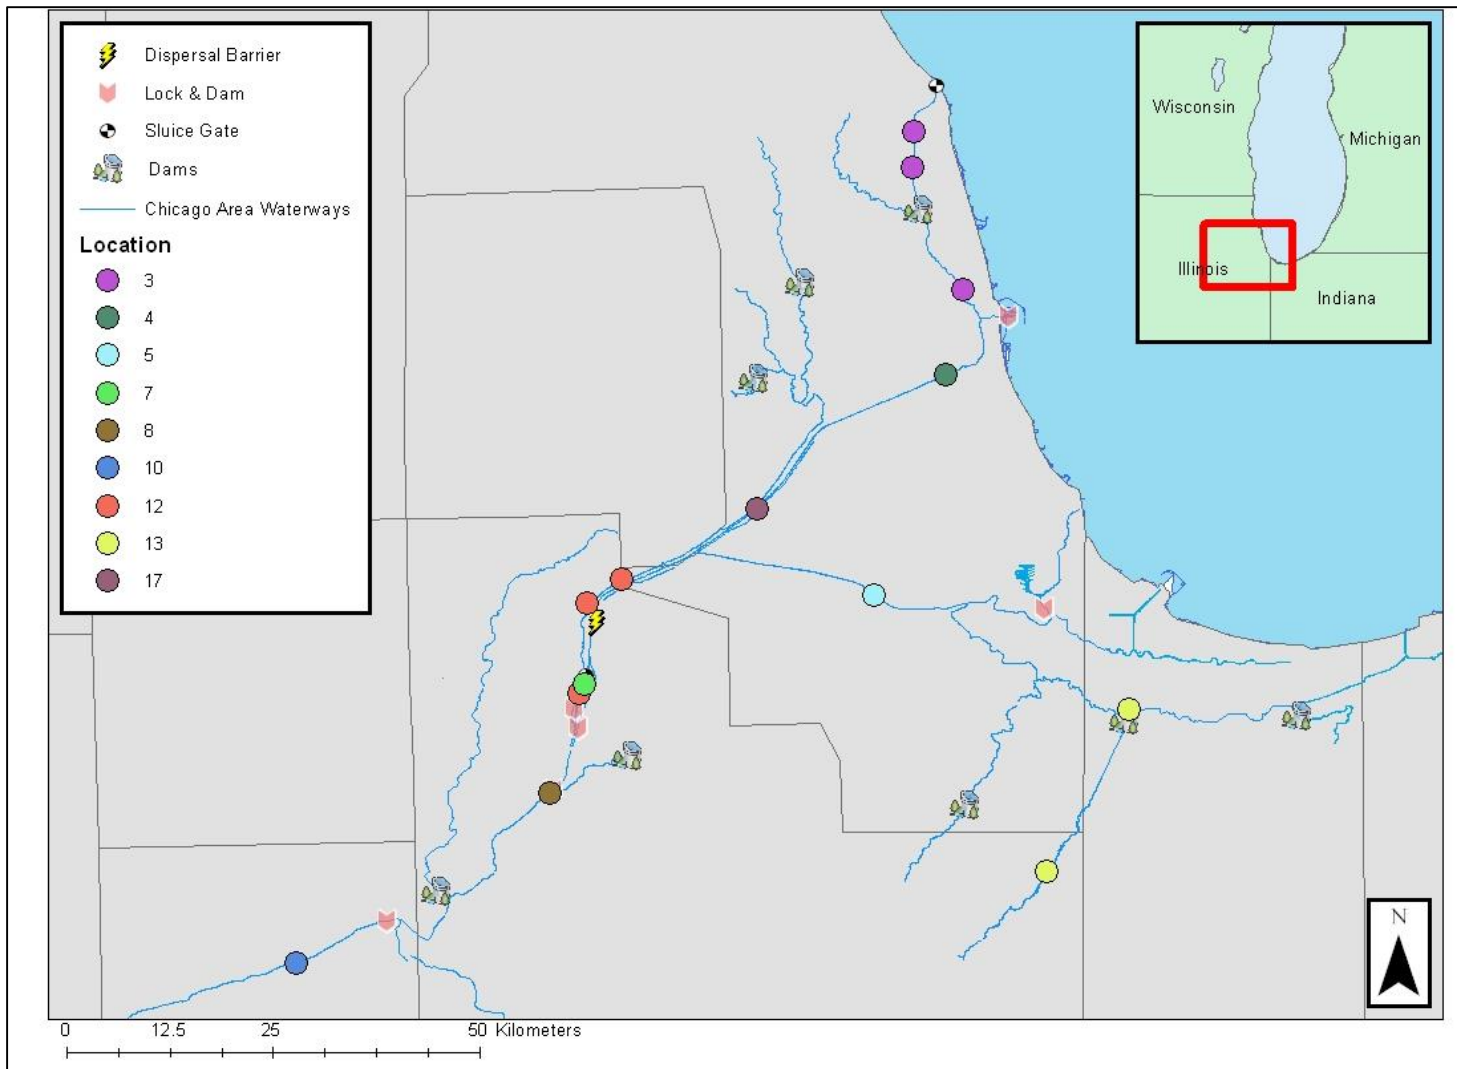 Dispersal Barrier
Lock & Dam
Sluice Gate
Dams
Chicago Area Waterways
Location
3
4
5
7
8
10
12
13
17
Wisconsin
Michigan
Illinois
Indiana
N
0 12.5 25 50 Kilometers